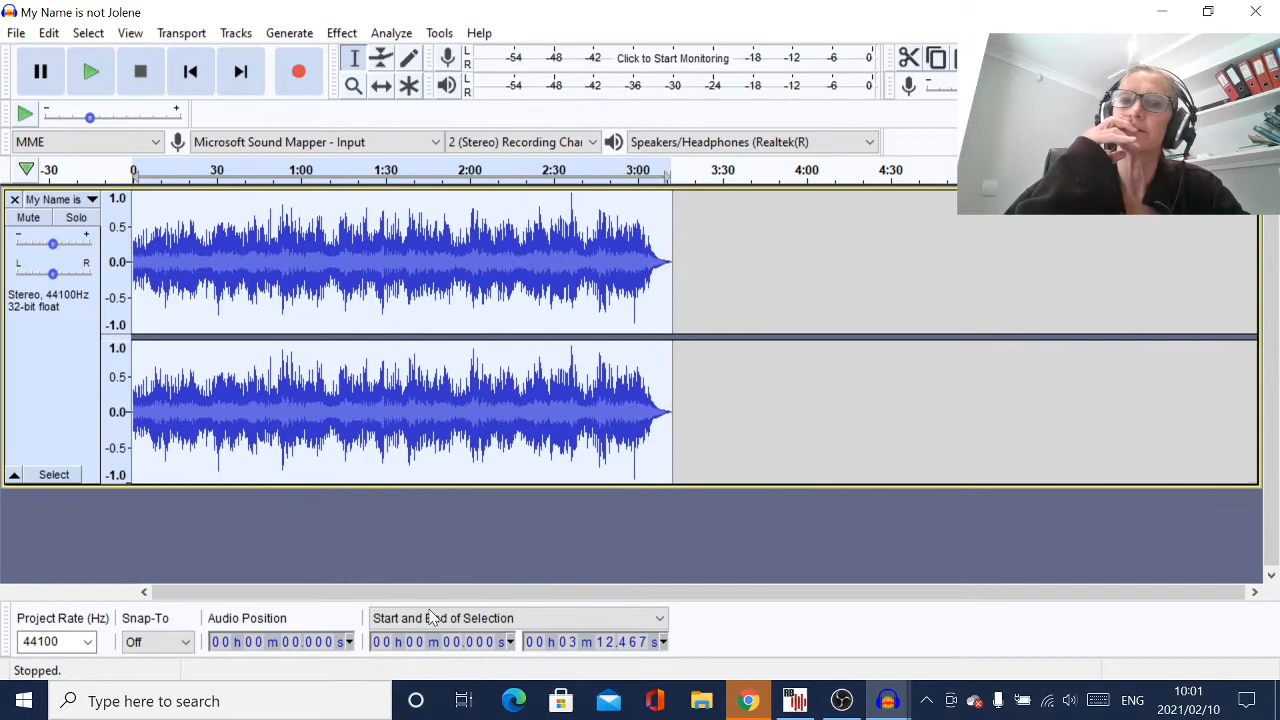 My Name is not Jolene
File Edit Select View Transport Tracks Generate Effect Analyze Tools Help
L
R
-54 -48 -42 Click to Start Monitoring -18 -12 -6 0
L
R
-54 -48 -42 -36 -30 -24 -18 -12 -6 0
- +
MME
Microsoft Sound Mapper - Input
2 (Stereo) Recording Chai
Speakers/Headphones (Realtek(R)
-30 0 30 1:00 1:30 2:00 2:30 3:00 3:30 4:00 4:30
My Name is
Mute Solo
- +
L R
Stereo, 44100Hz
32-bit float
Select
1.0
0.5
0.0
-0.5
-1.0
1.0
0.5
0.0
-0.5
-1.0
Project Rate (Hz) Snap-To Audio Position Start and End of Selection
44100 Off 00 h 00 m 00.000 s 00 h 00 m 00.000 s 00 h 03 m 12.467 s
Stopped.
Type here to search
RB
ENG
10:01
2021/02/10